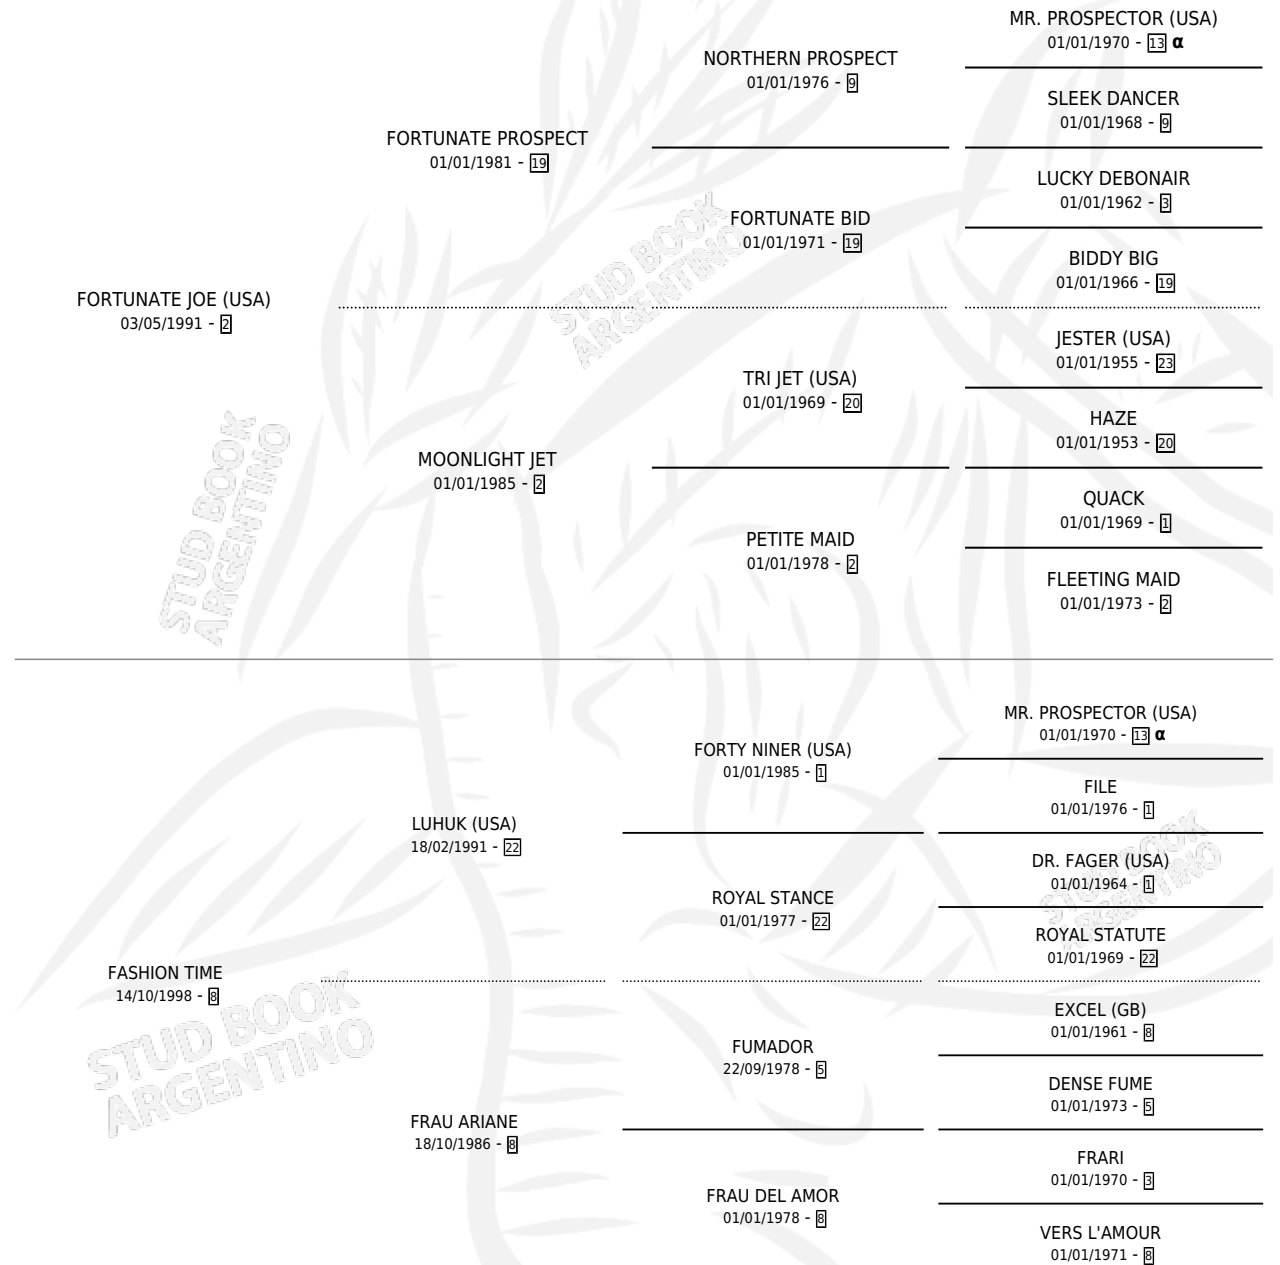 MR. PROSPECTOR (USA)
01/01/1970 - 13 α
NORTHERN PROSPECT
01/01/1976 - 9
SLEEK DANCER
01/01/1968 - 9
FORTUNATE PROSPECT
01/01/1981 - 19
LUCKY DEBONAIR
01/01/1962 - 3
FORTUNATE BID
01/01/1971 - 19
BIDDY BIG
01/01/1966 - 19
FORTUNATE JOE (USA)
03/05/1991 - 2
JESTER (USA)
01/01/1955 - 23
TRI JET (USA)
01/01/1969 - 20
HAZE
01/01/1953 - 20
MOONLIGHT JET
01/01/1985 - 2
QUACK
01/01/1969 - 1
PETITE MAID
01/01/1978 - 2
FLEETING MAID
01/01/1973 - 2
MR. PROSPECTOR (USA)
01/01/1970 - 13 α
FORTY NINER (USA)
01/01/1985 - 1
FILE
01/01/1976 - 1
LUHUK (USA)
18/02/1991 - 22
DR. FAGER (USA)
01/01/1964 - 1
ROYAL STANCE
01/01/1977 - 22
ROYAL STATUTE
01/01/1969 - 22
FASHION TIME
14/10/1998 - 8
EXCEL (GB)
01/01/1961 - 8
FUMADOR
22/09/1978 - 5
DENSE FUME
01/01/1973 - 5
FRAU ARIANE
18/10/1986 - 8
FRARI
01/01/1970 - 3
FRAU DEL AMOR
01/01/1978 - 8
VERS L'AMOUR
01/01/1971 - 8
STUD BOOK
ARGENTINO
STUD BOOK
ARGENTINO
STUD BOOK
ARGENTINO
STUD BOOK
ARGENTINO